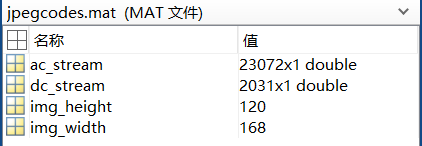 jpegcodes.mat  (MAT 文件)
名称 值
ac_stream 23072x1 double
dc_stream 2031x1 double
img_height 120
img_width 168